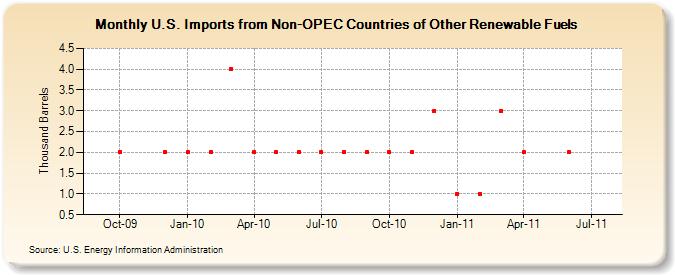 Monthly U.S. Imports from Non-OPEC Countries of Other Renewable Fuels
Thousand Barrels
4.5
4.0
3.5
3.0
2.5
2.0
1.5
1.0
0.5
Oct-09 Jan-10 Apr-10 Jul-10 Oct-10 Jan-11 Apr-11 Jul-11
Source: U.S. Energy Information Administration